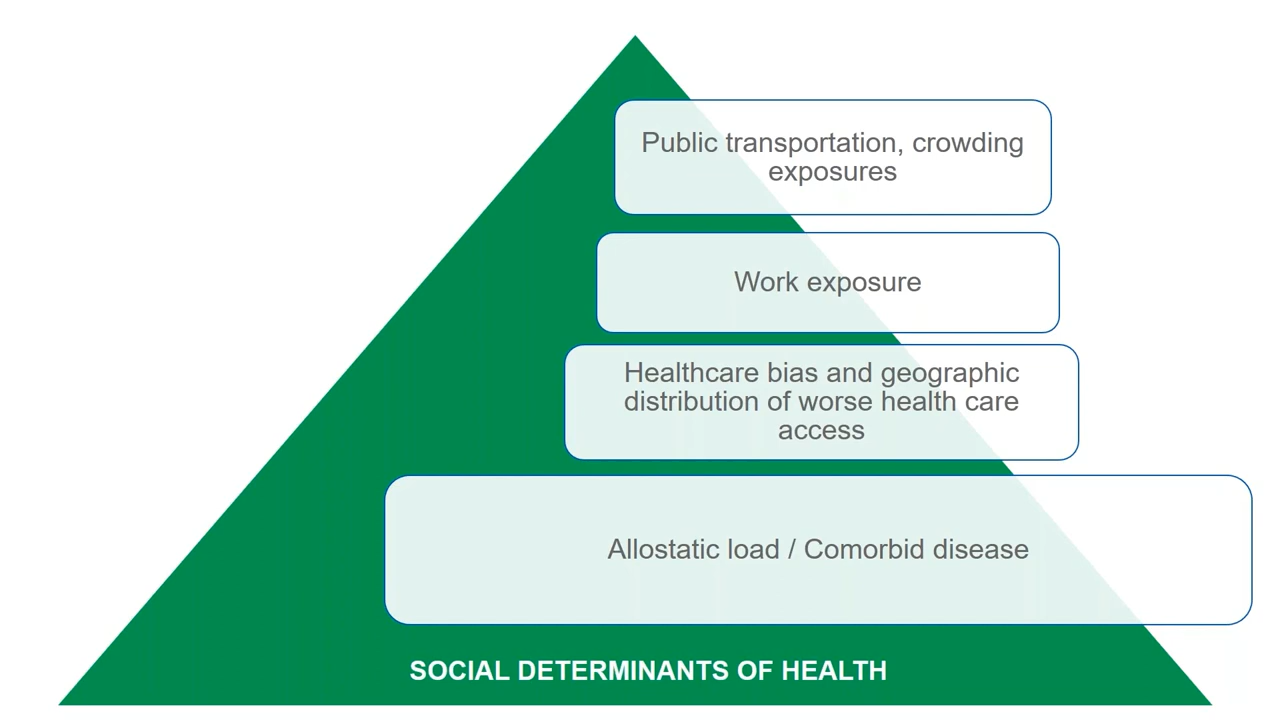 Public transportation, crowding
exposures
Work exposure
Healthcare bias and geographic
distribution of worse health care
access
Allostatic load / Comorbid disease
SOCIAL DETERMINANTS OF HEALTH